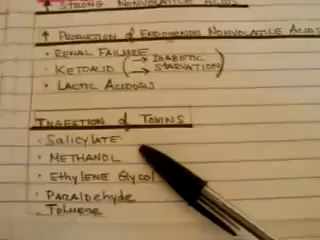 ↑ STRONG NONVOLATILE ACIDS
↑ PRODUCTION of ENDOGENOUS NONVOLATILE ACIDS
• RENAL FAILURE
• KETOACID (→ DIABETIC
→ STARVATION)
• LACTIC ACIDOSIS
INGESTION of TOXINS
• SALICYLATE
• METHANOL
• EthyLENE Glycol
• PARAldehyde
• Toluene